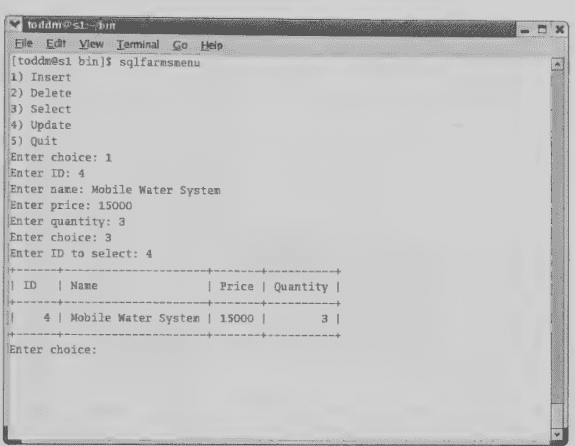 toddm@s1:~/bin
File Edit View Terminal Go Help
[toddm@s1 bin]$ sqlfarmsmenu
1) Insert
2) Delete
3) Select
4) Update
5) Quit
Enter choice: 1
Enter ID: 4
Enter name: Mobile Water System
Enter price: 15000
Enter quantity: 3
Enter choice: 3
Enter ID to select: 4
+------+---------------------+-------+----------+
| ID | Name | Price | Quantity |
+------+---------------------+-------+----------+
| 4 | Mobile Water System | 15000 | 3 |
+------+---------------------+-------+----------+
Enter choice: